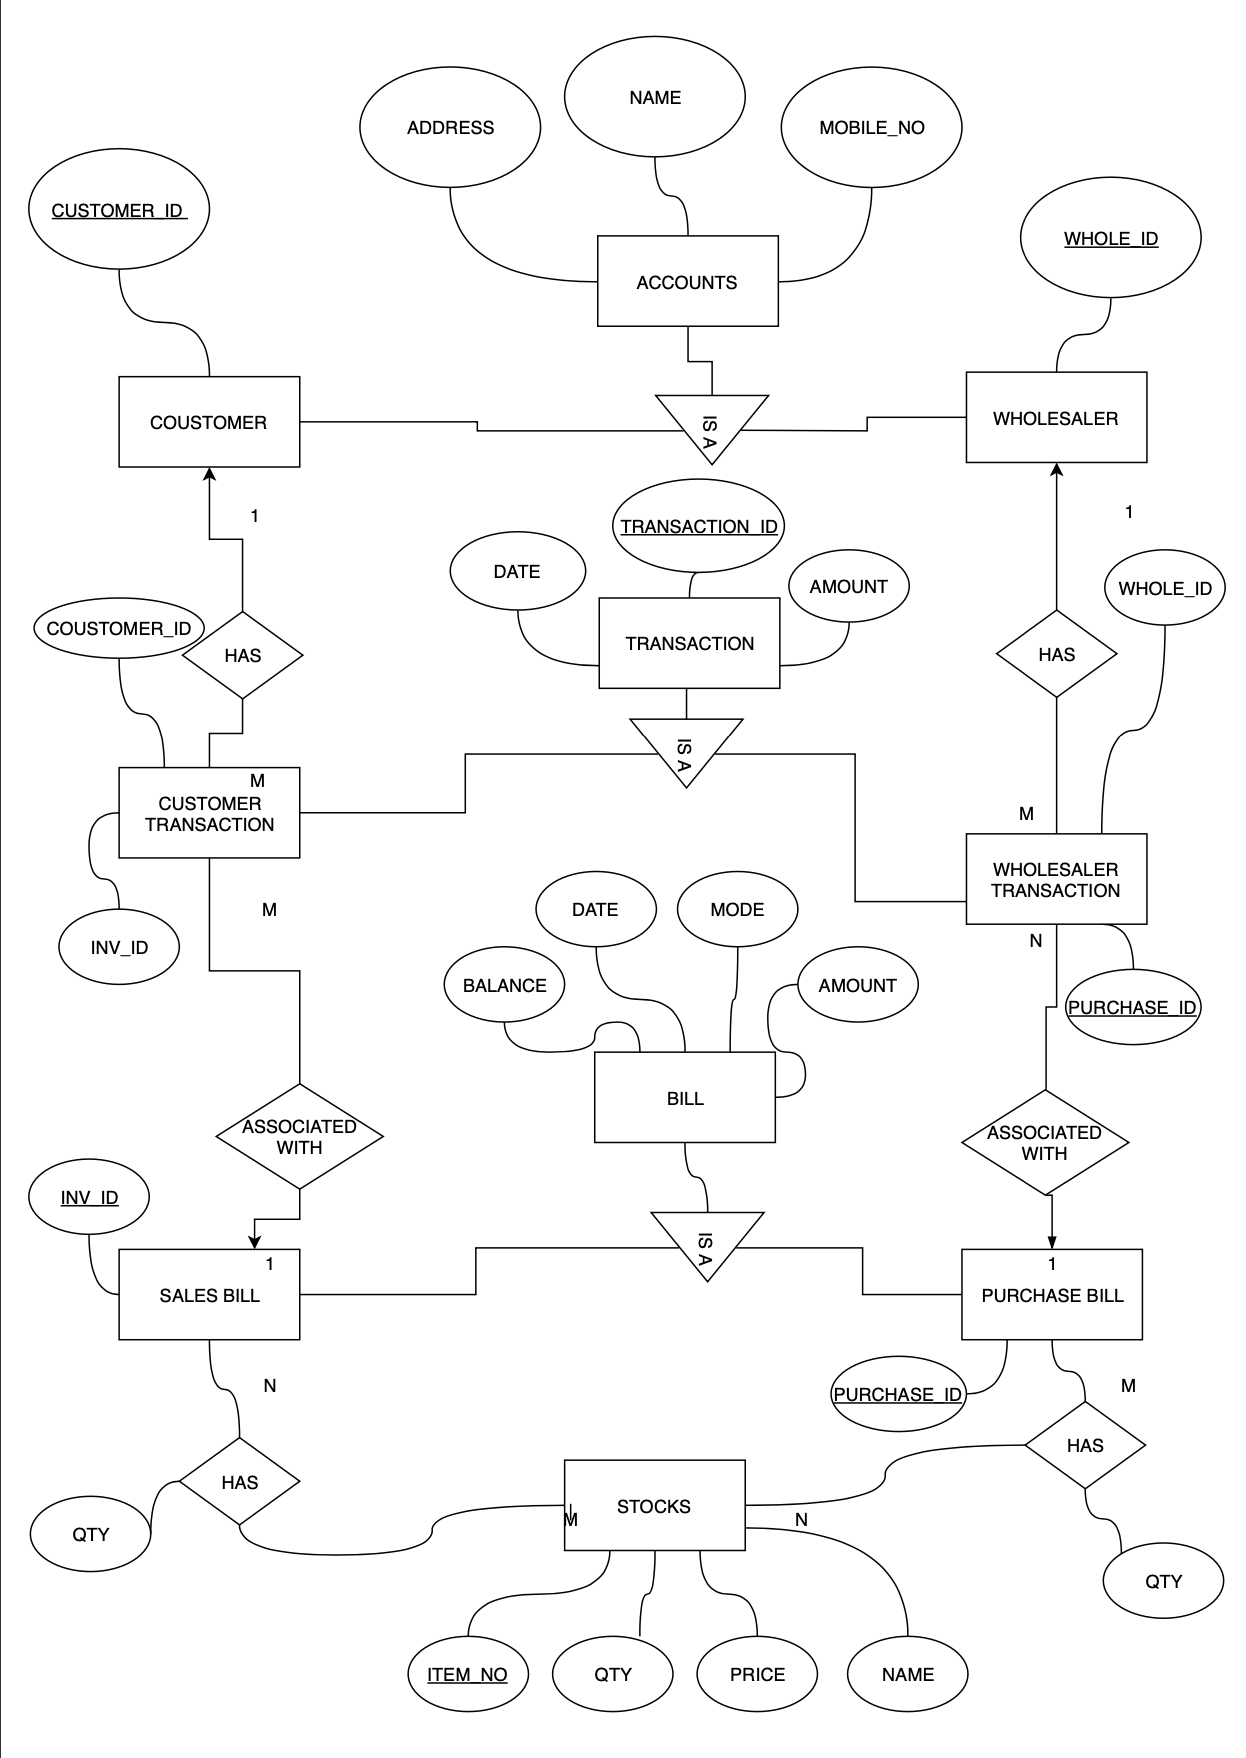 NAME
ADDRESS
MOBILE_NO
CUSTOMER_ID
WHOLE_ID
ACCOUNTS
COUSTOMER
IS A
WHOLESALER
1
1
TRANSACTION_ID
DATE
AMOUNT
WHOLE_ID
COUSTOMER_ID
HAS
TRANSACTION
HAS
IS A
M
CUSTOMER
TRANSACTION
M
WHOLESALER
TRANSACTION
M
DATE
MODE
N
INV_ID
BALANCE
AMOUNT
PURCHASE_ID
BILL
ASSOCIATED
WITH
ASSOCIATED
WITH
INV_ID
IS A
1
1
SALES BILL
PURCHASE BILL
N
PURCHASE_ID
M
HAS
HAS
STOCKS
M
N
QTY
QTY
ITEM_NO
QTY
PRICE
NAME